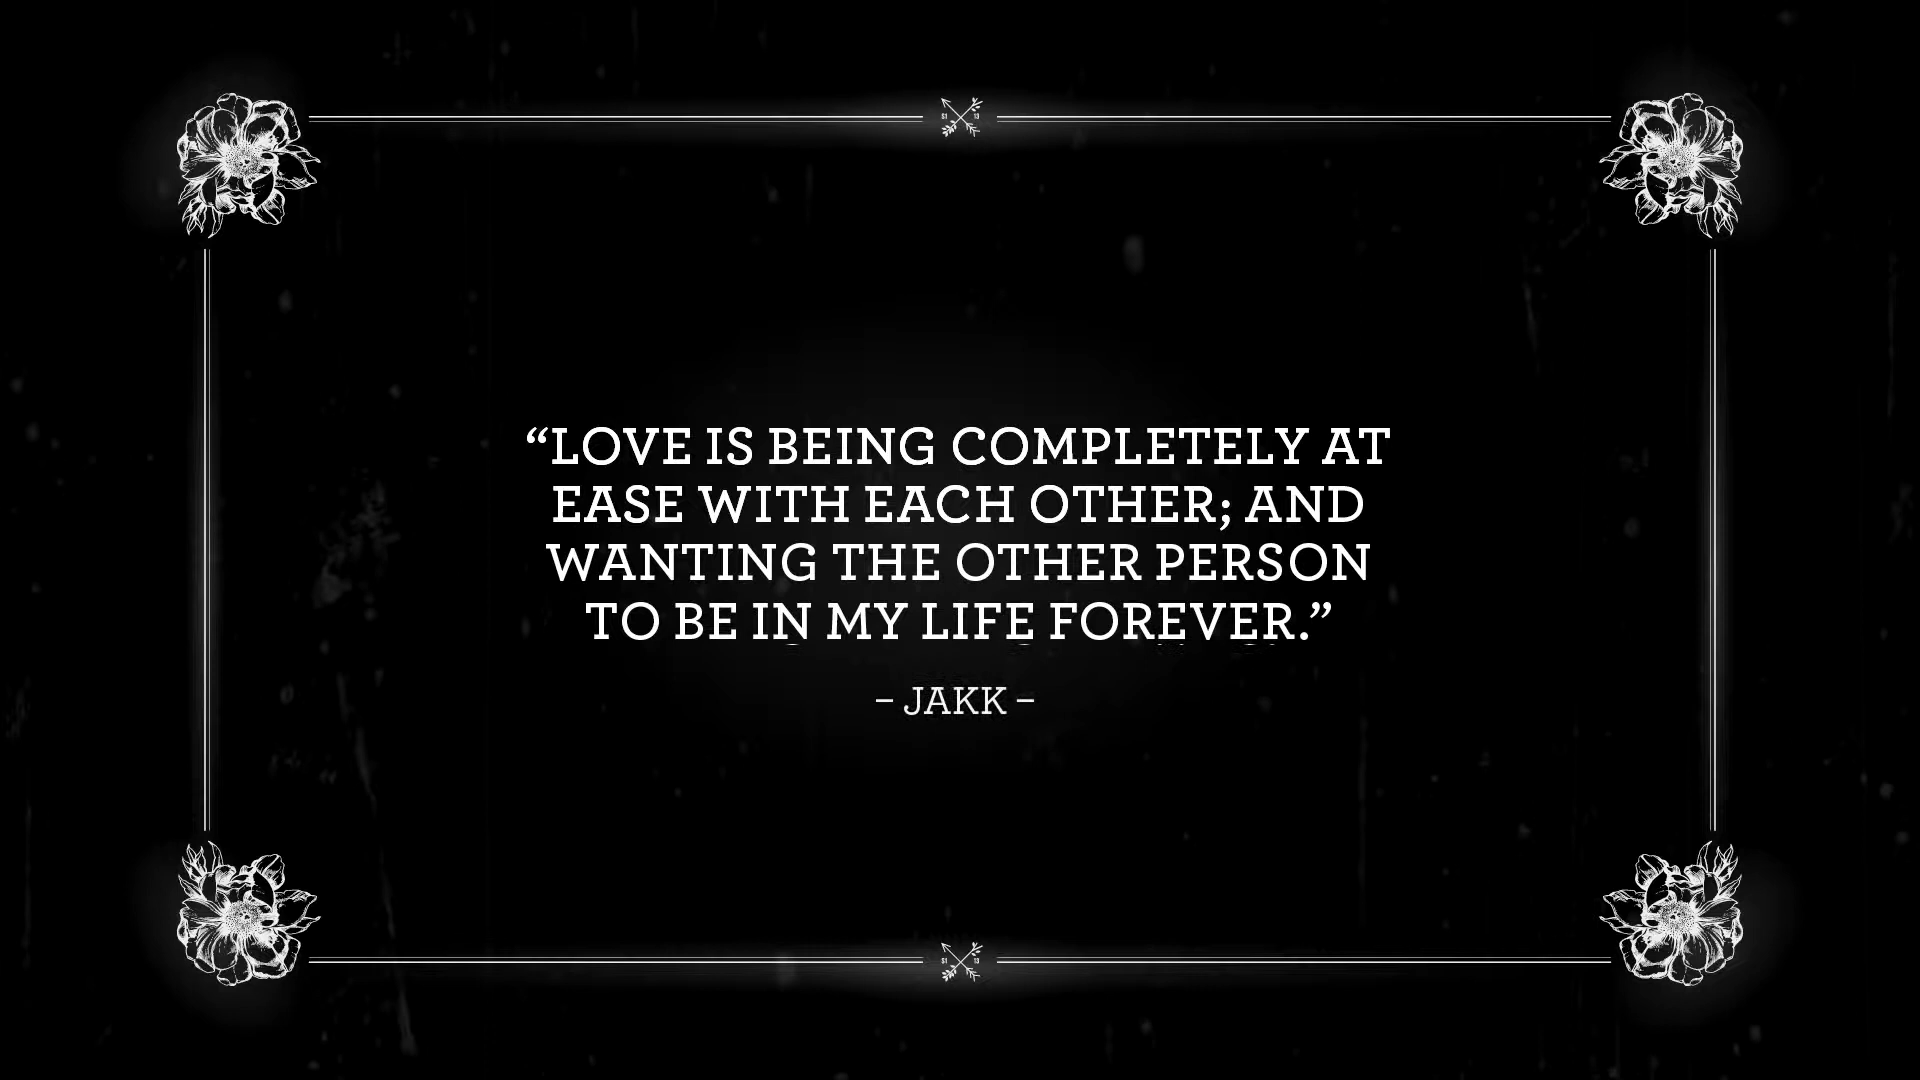 “LOVE IS BEING COMPLETELY AT
EASE WITH EACH OTHER; AND
WANTING THE OTHER PERSON
TO BE IN MY LIFE FOREVER.”
– JAKK –